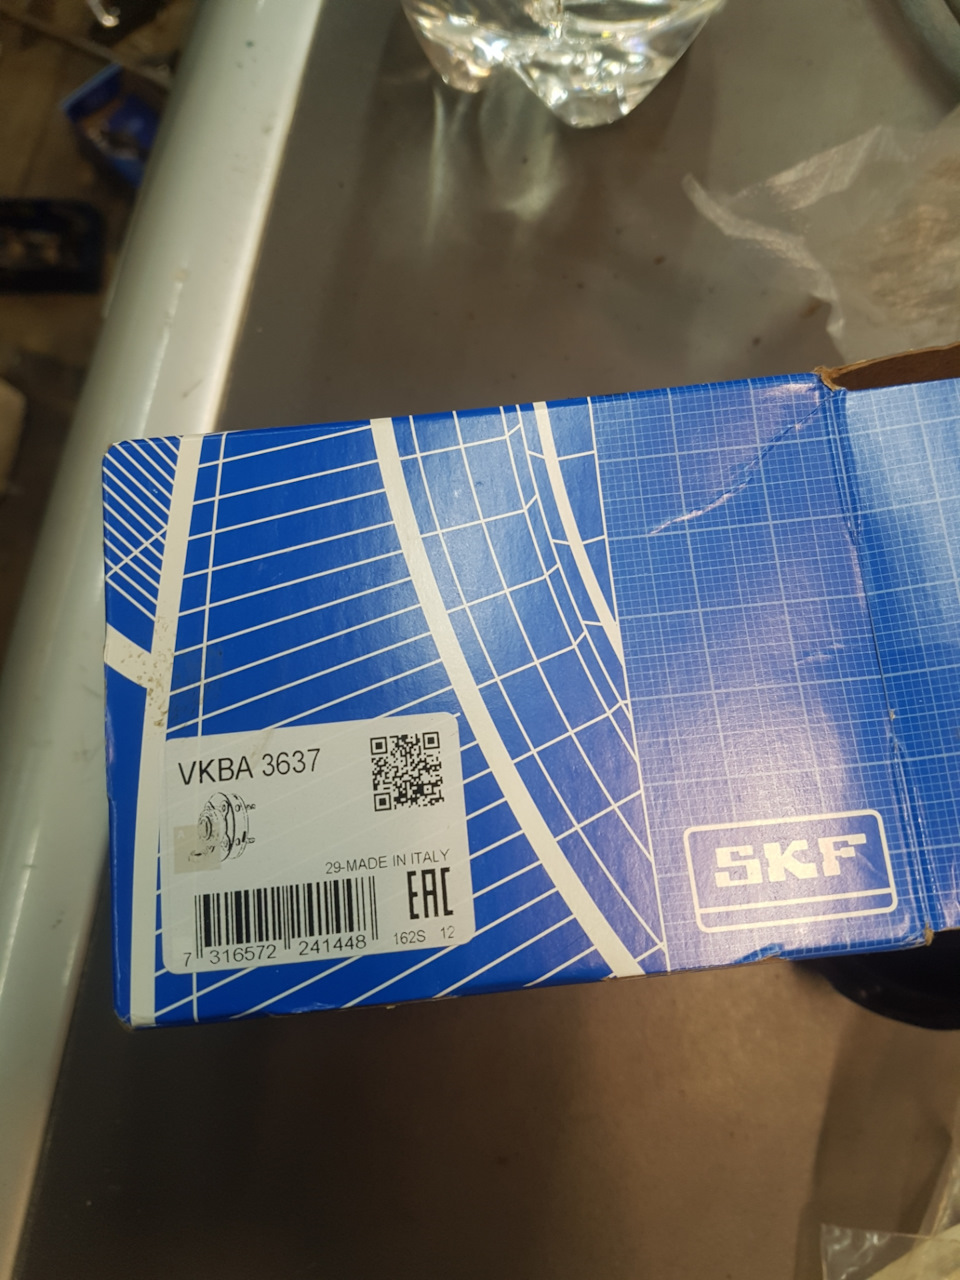 VKBA 3637
29-MADE IN ITALY
EAC
7 316572 241448
162S 12
SKF